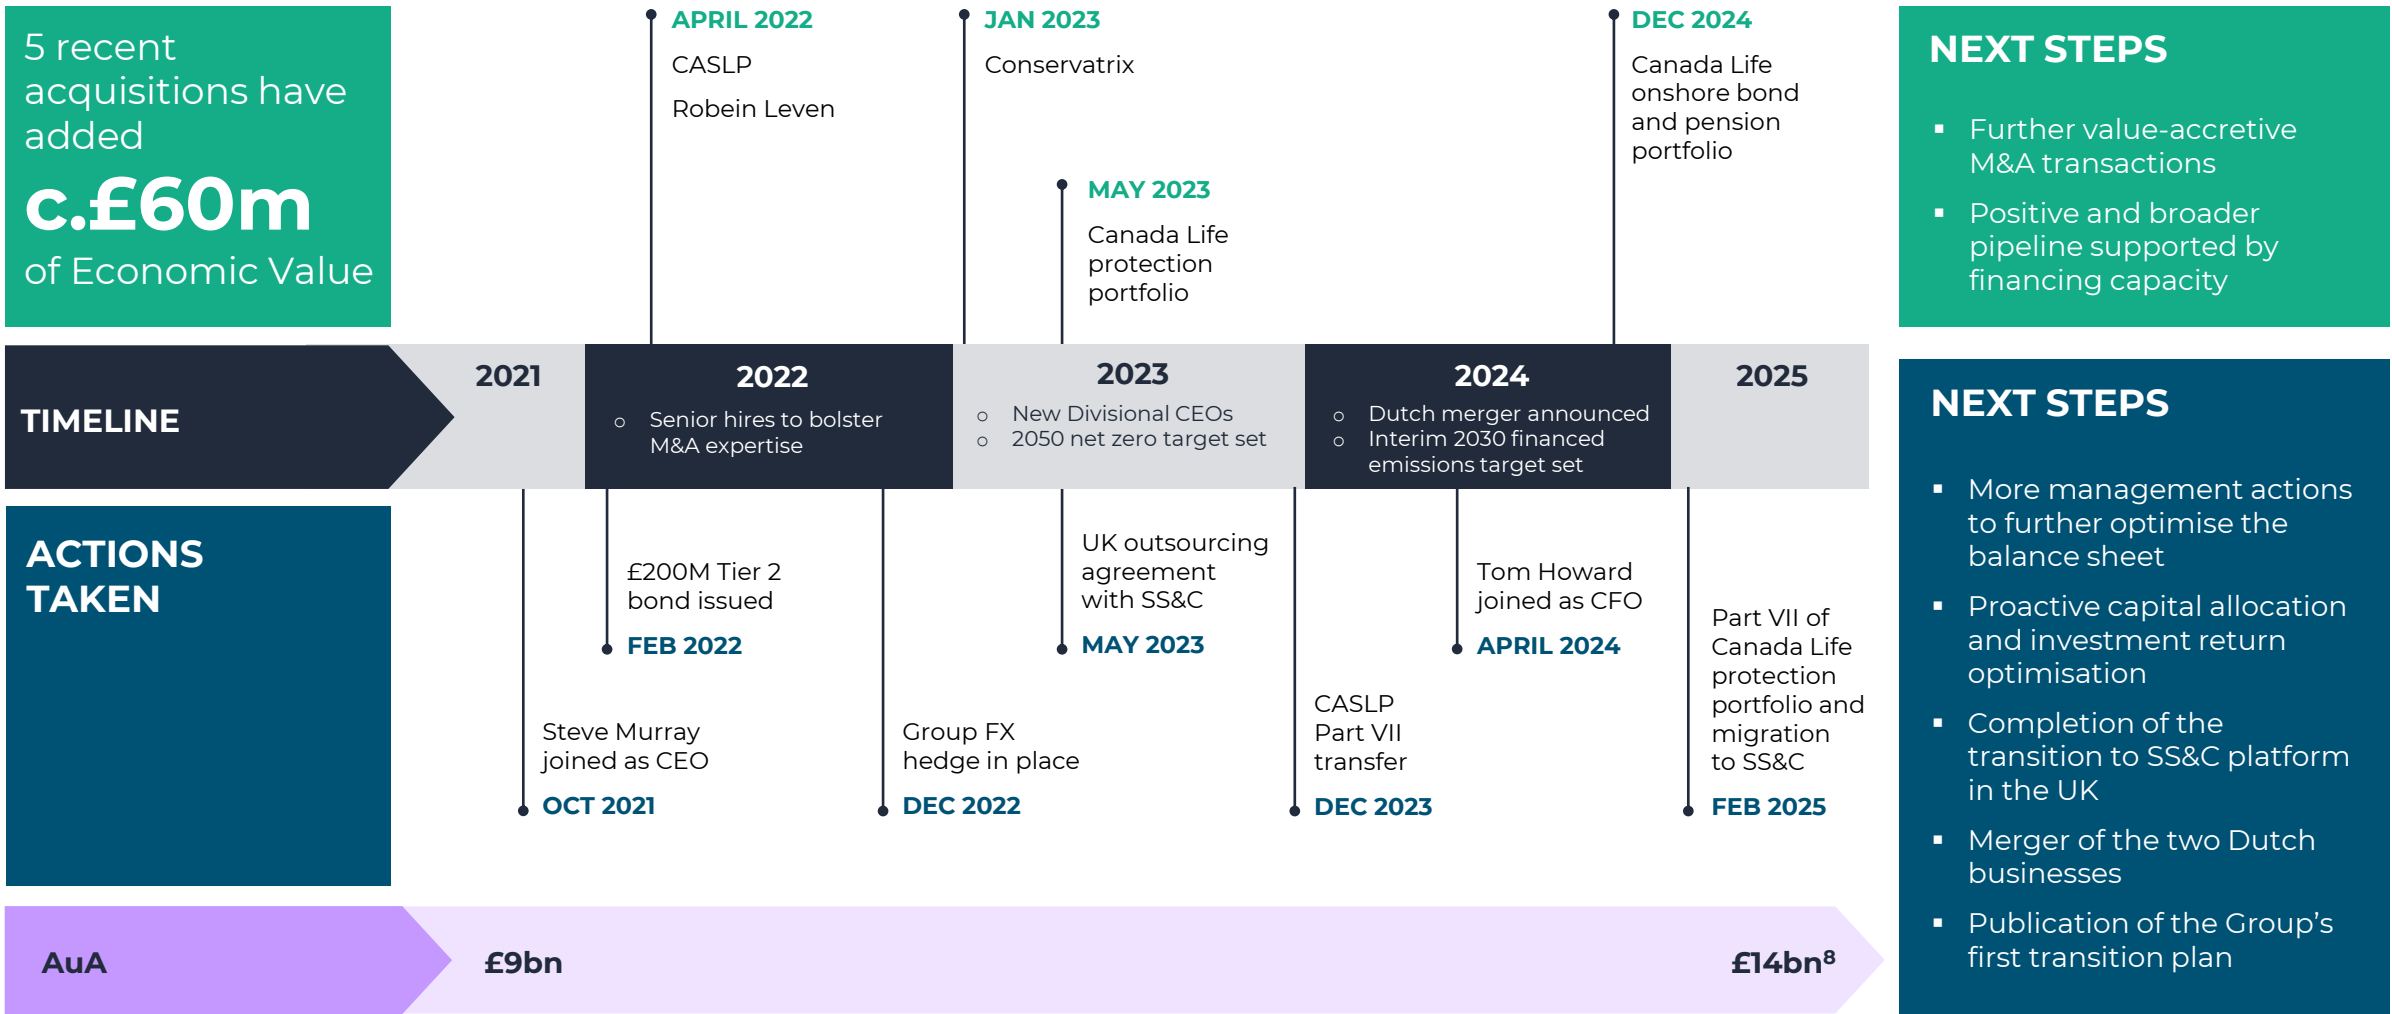 5 recent
acquisitions have
added
c.£60m
of Economic Value
APRIL 2022
CASLP
Robein Leven
JAN 2023
Conservatrix
MAY 2023
Canada Life
protection
portfolio
DEC 2024
Canada Life
onshore bond
and pension
portfolio
NEXT STEPS
▪ Further value-accretive
M&A transactions
▪ Positive and broader
pipeline supported by
financing capacity
TIMELINE
2021
2022
o Senior hires to bolster
M&A expertise
2023
o New Divisional CEOs
o 2050 net zero target set
2024
o Dutch merger announced
o Interim 2030 financed
emissions target set
2025
ACTIONS
TAKEN
Steve Murray
joined as CEO
OCT 2021
£200M Tier 2
bond issued
FEB 2022
Group FX
hedge in place
DEC 2022
UK outsourcing
agreement
with SS&C
MAY 2023
CASLP
Part VII
transfer
DEC 2023
Tom Howard
joined as CFO
APRIL 2024
Part VII of
Canada Life
protection
portfolio and
migration
to SS&C
FEB 2025
NEXT STEPS
▪ More management actions
to further optimise the
balance sheet
▪ Proactive capital allocation
and investment return
optimisation
▪ Completion of the
transition to SS&C platform
in the UK
▪ Merger of the two Dutch
businesses
▪ Publication of the Group's
first transition plan
AuA
£9bn
£14bn⁸